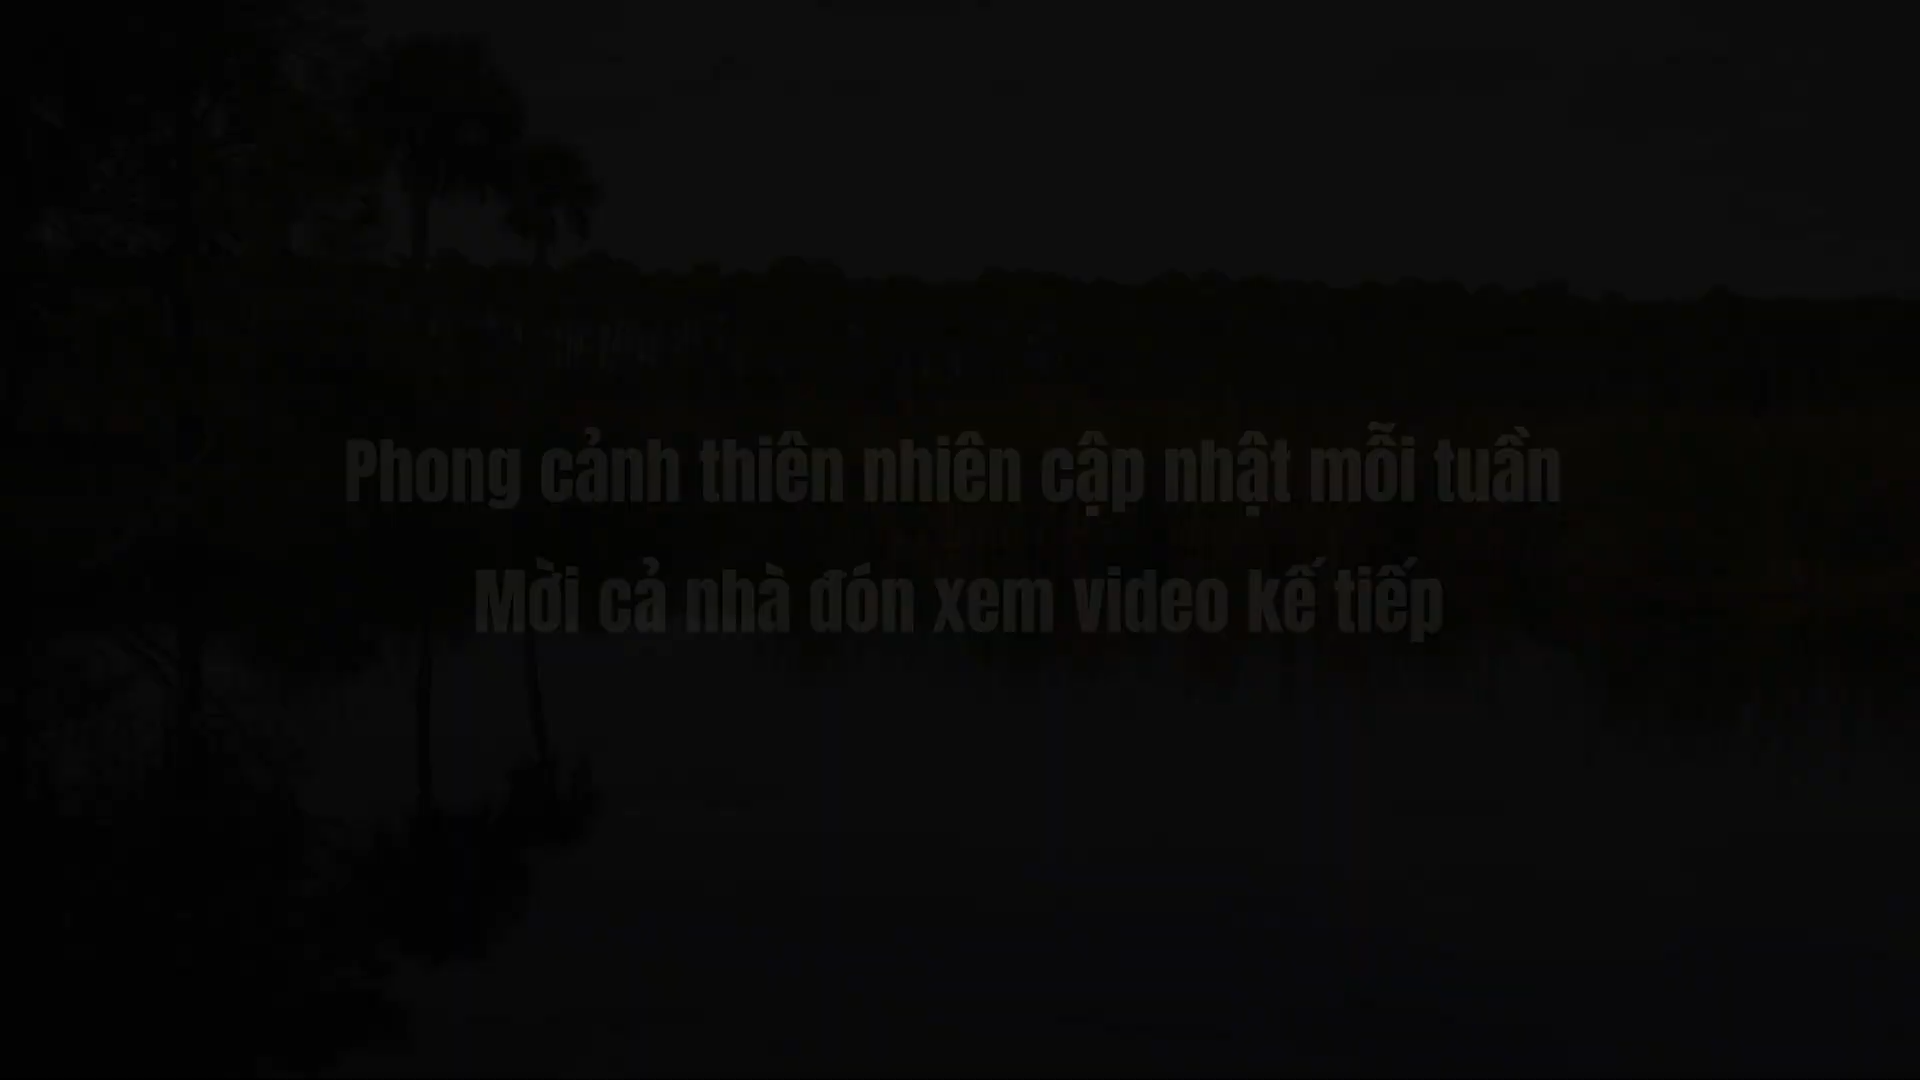 Phong cảnh thiên nhiên cập nhật mỗi tuần
Mời cả nhà đón xem video kế tiếp